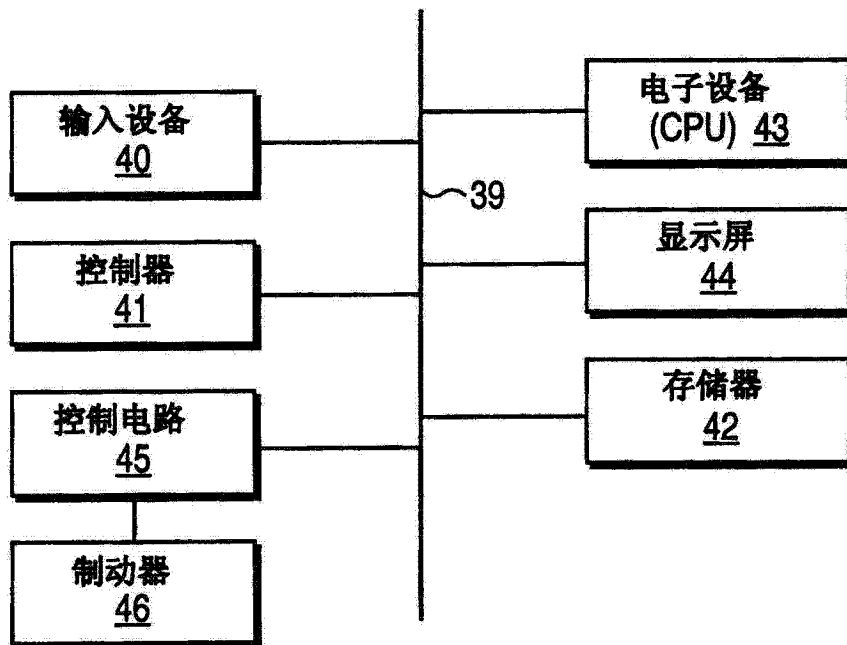 输入设备
40
控制器
41
控制电路
45
制动器
46
39
电子设备
(CPU) 43
显示屏
44
存储器
42